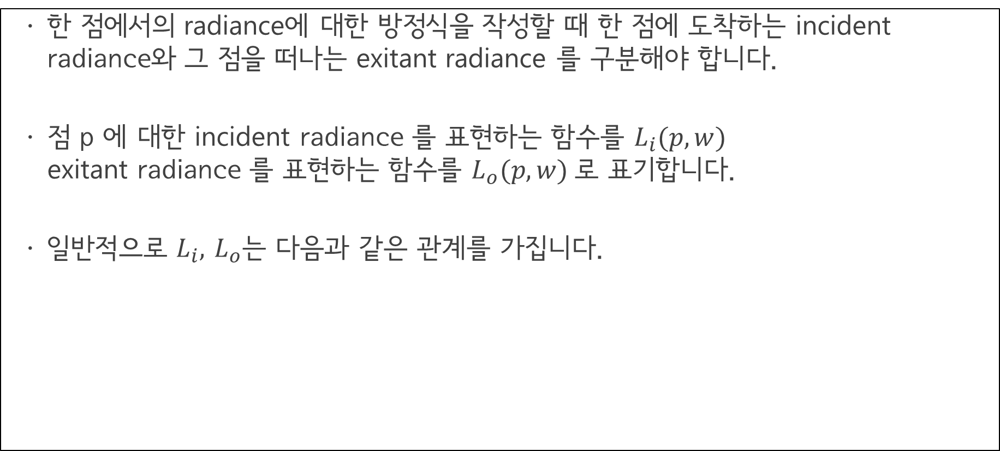 · 한 점에서의 radiance에 대한 방정식을 작성할 때 한 점에 도착하는 incident
radiance와 그 점을 떠나는 exitant radiance 를 구분해야 합니다.
· 점 p 에 대한 incident radiance 를 표현하는 함수를 𝐿𝑖(𝑝, 𝑤)
exitant radiance 를 표현하는 함수를 𝐿𝑜(𝑝, 𝑤) 로 표기합니다.
· 일반적으로 𝐿𝑖, 𝐿𝑜는 다음과 같은 관계를 가집니다.